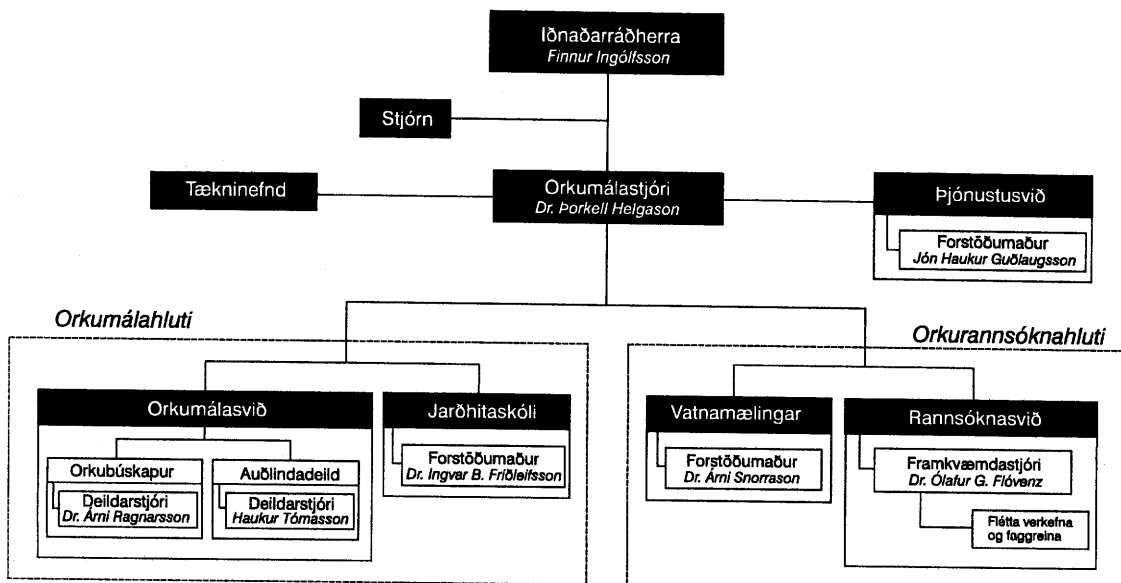 Iðnaðarráðherra
Finnur Ingólfsson
Stjórn
Tækninefnd
Orkumálastjóri
Dr. Þorkell Helgason
Þjónustusvið
Forstöðumaður
Jón Haukur Guðlaugsson
Orkumálahluti
Orkurannsóknahluti
Orkumálasvið
Orkubúskapur
Deildarstjóri
Dr. Árni Ragnarsson
Auðlindadeild
Deildarstjóri
Haukur Tómasson
Jarðhitaskóli
Forstöðumaður
Dr. Ingvar B. Friðleifsson
Vatnamælingar
Forstöðumaður
Dr. Árni Snorrason
Rannsóknasvið
Framkvæmdastjóri
Dr. Ólafur G. Flóvenz
Flétta verkefna
og faggreina